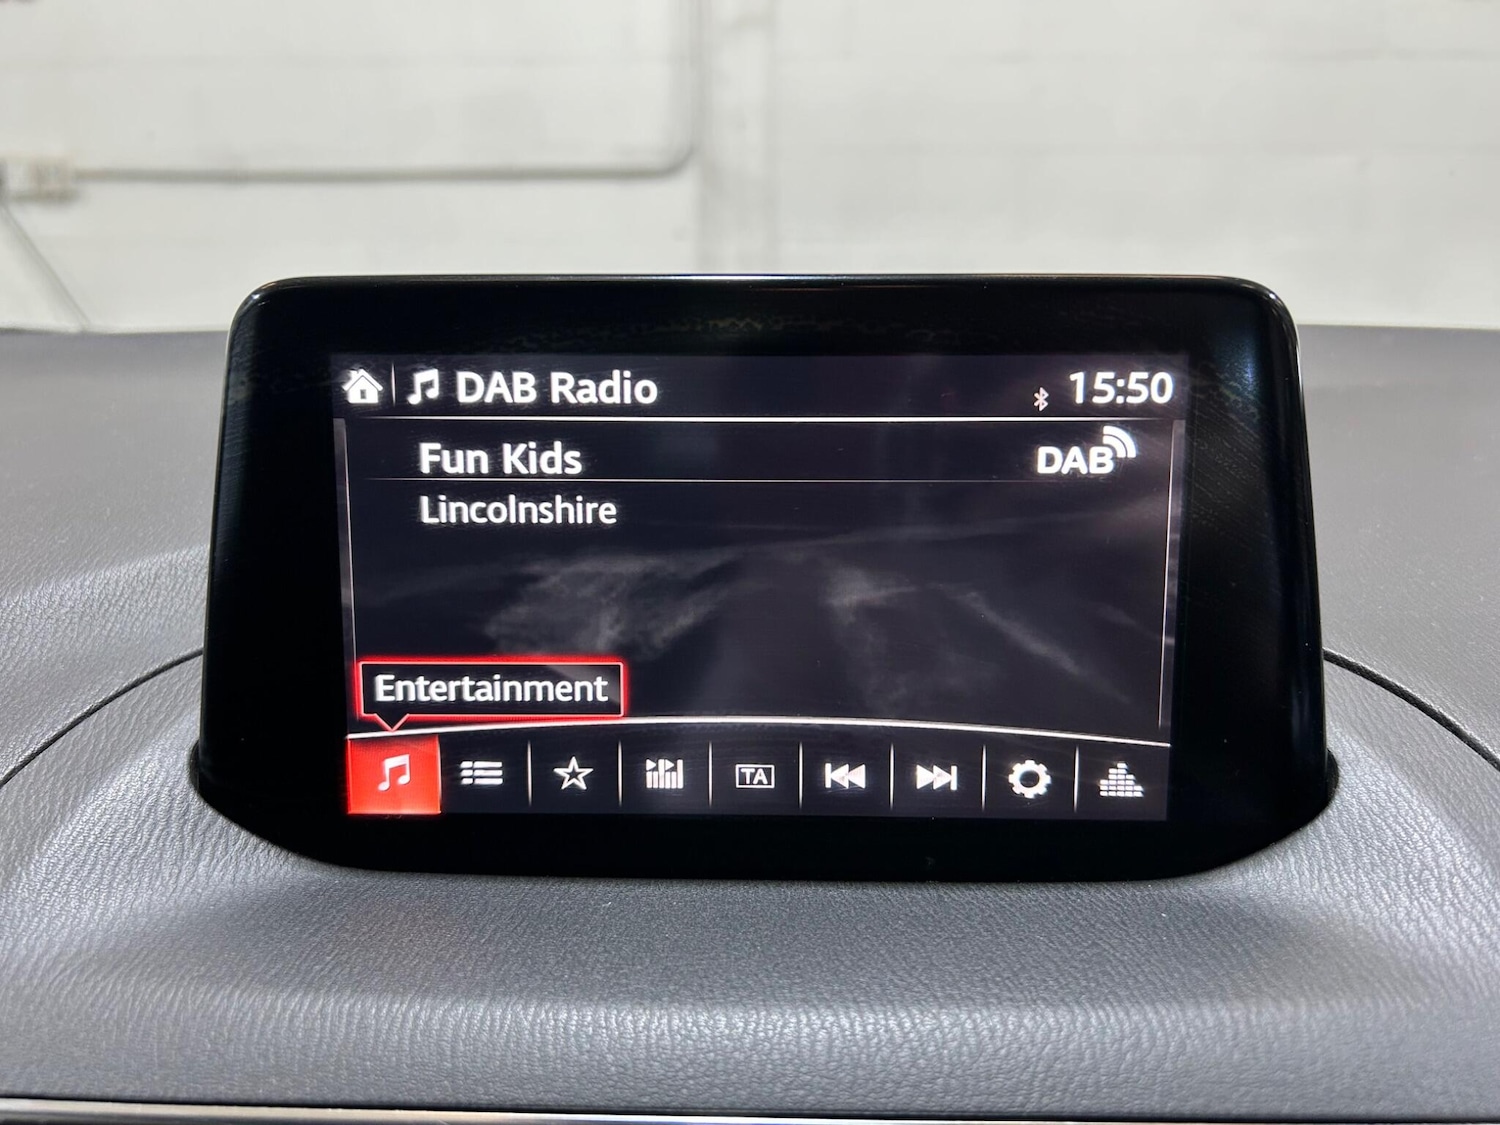 DAB Radio 15:50
Fun Kids DAB
Lincolnshire
Entertainment
TA